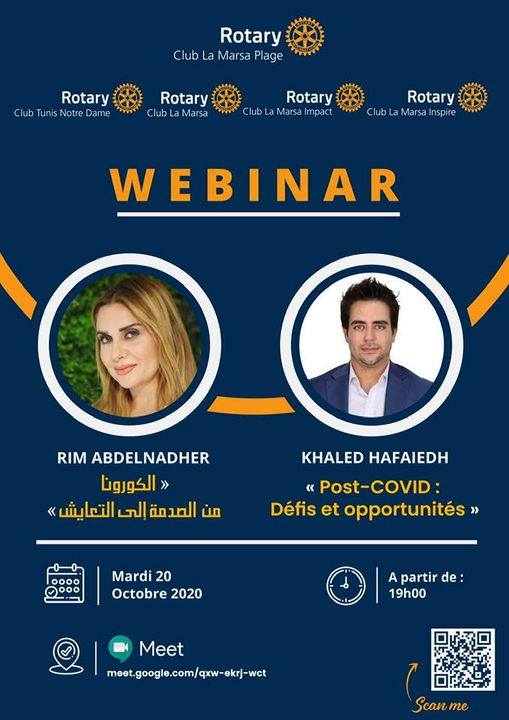 Rotary
Club La Marsa Plage
Rotary
Club Tunis Notre Dame
Rotary
Club La Marsa
Rotary
Club La Marsa Impact
Rotary
Club La Marsa Inspire
WEBINAR
RIM ABDELNADHER
« الكورونا
من الصدمة إلى التعايش »
KHALED HAFAIEDH
« Post-COVID :
Défis et opportunités »
Mardi 20
Octobre 2020
A partir de :
19h00
Meet
meet.google.com/qxw-ekrj-wct
Scan me